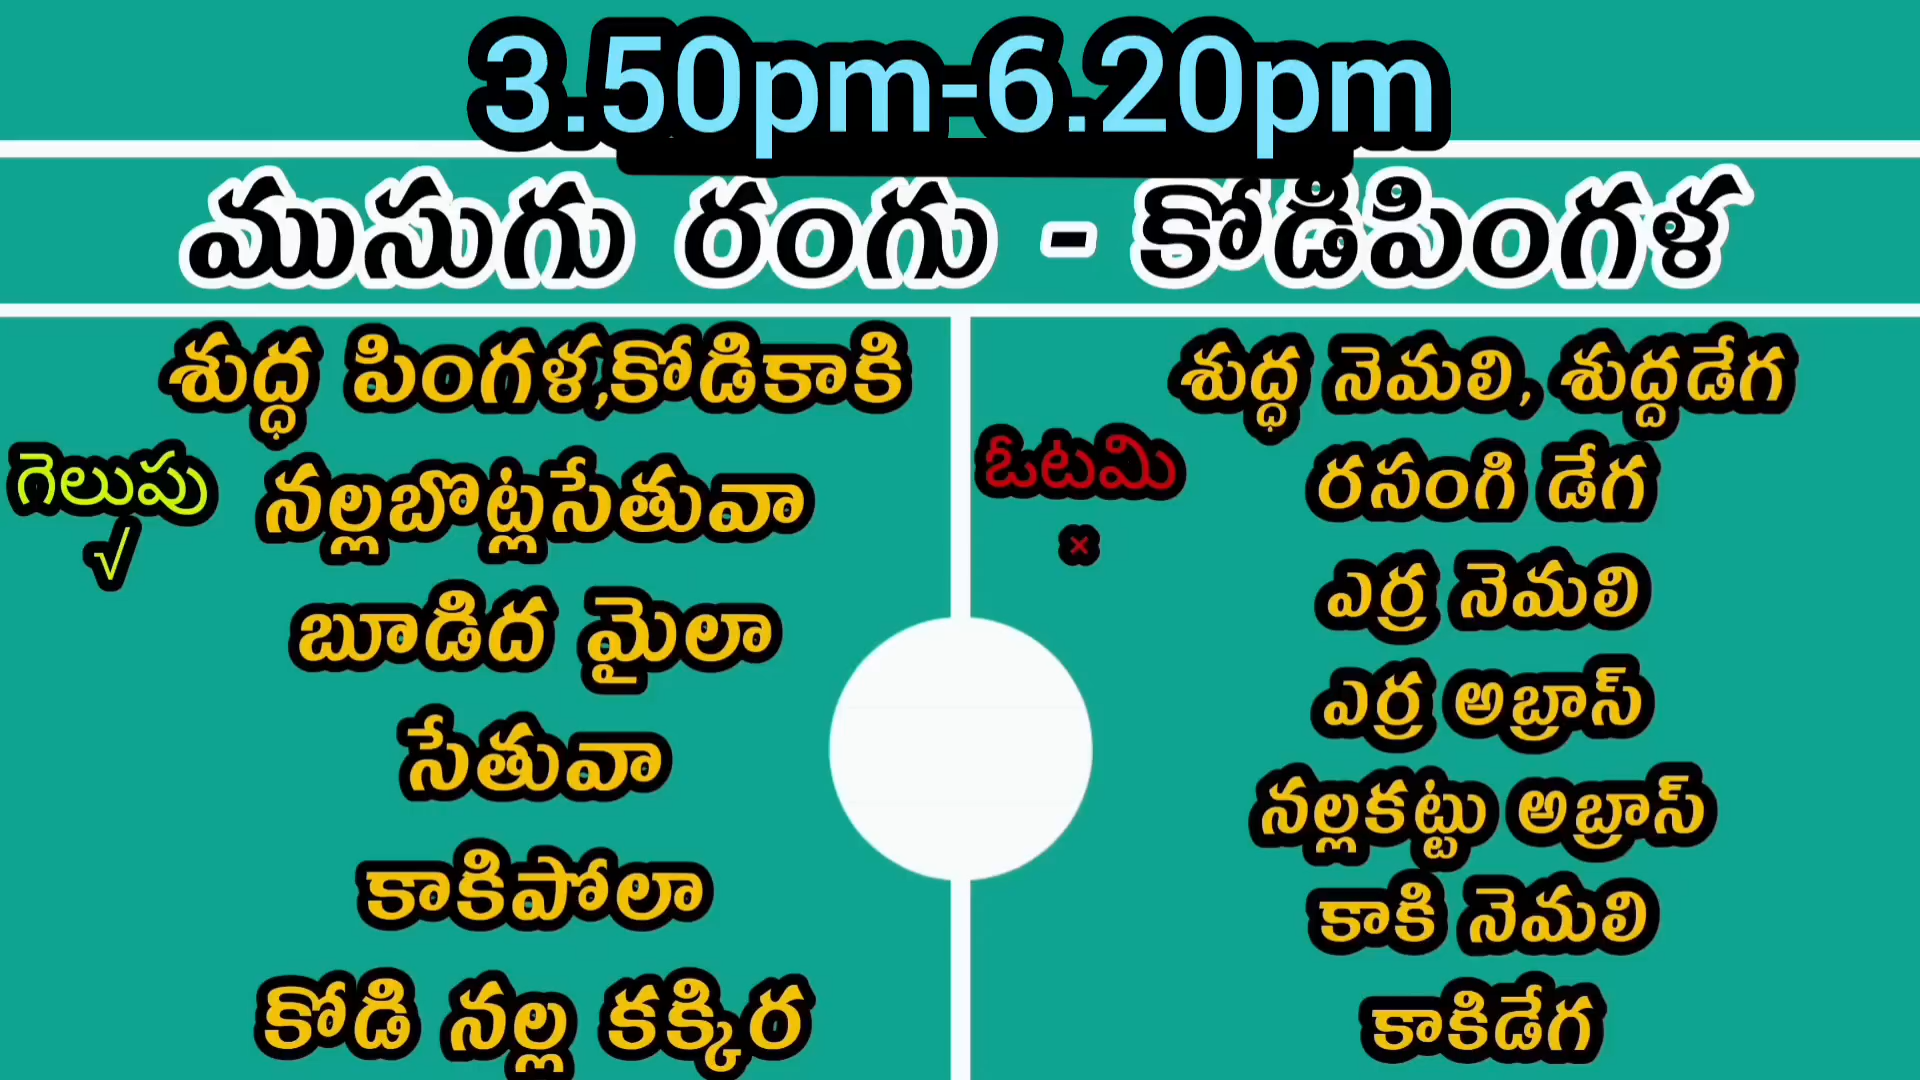 3.50pm-6.20pm
ముసుగు రంగు - కోడిపింగళ
శుద్ధ పింగళ,కోడికాకి
గెలుపు
√
నల్లబొట్లసేతువా
బూడిద మైలా
సేతువా
కాకిపోలా
కోడి నల్ల కక్కిర
శుద్ధ నెమలి, శుద్దడేగ
ఓటమి
×
రసంగి డేగ
ఎర్ర నెమలి
ఎర్ర అబ్రాస్
నల్లకట్టు అబ్రాస్
కాకి నెమలి
కాకిడేగ